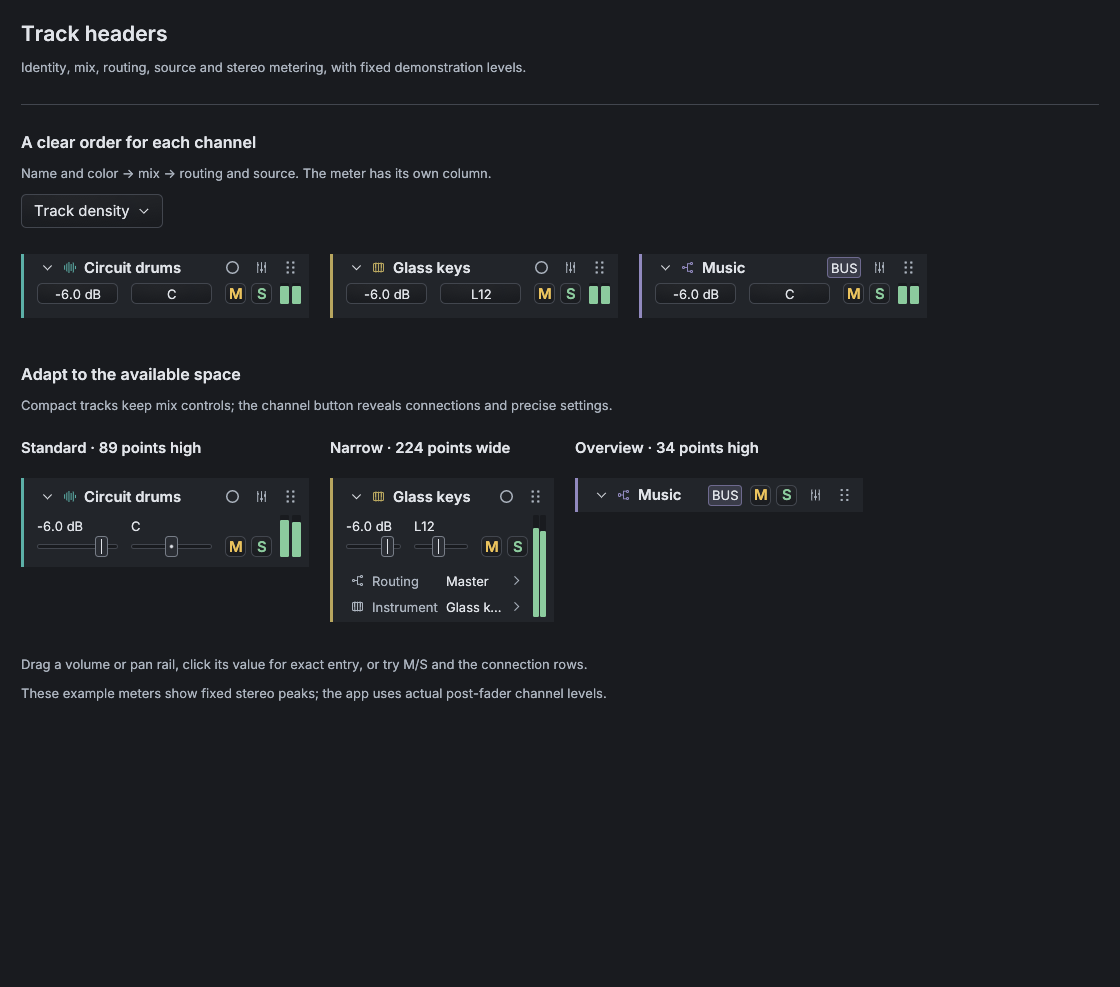 Track headers
Identity, mix, routing, source and stereo metering, with fixed demonstration levels.
A clear order for each channel
Name and color → mix → routing and source. The meter has its own column.
Track density
Circuit drums
-6.0 dB C M S
Glass keys
-6.0 dB L12 M S
Music BUS
-6.0 dB C M S
Adapt to the available space
Compact tracks keep mix controls; the channel button reveals connections and precise settings.
Standard · 89 points high
Circuit drums
-6.0 dB C
M S
Narrow · 224 points wide
Glass keys
-6.0 dB L12
M S
Routing Master
Instrument Glass k...
Overview · 34 points high
Music BUS M S
Drag a volume or pan rail, click its value for exact entry, or try M/S and the connection rows.
These example meters show fixed stereo peaks; the app uses actual post-fader channel levels.